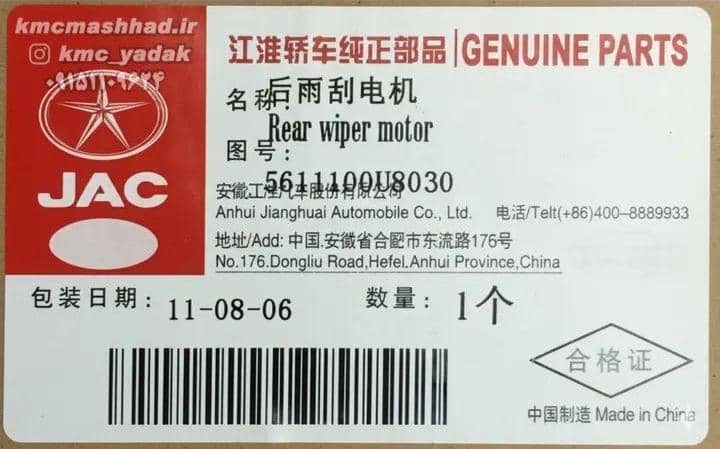 kmcmashhad.ir
kmc_yadak
۰۹۱۵۱۱۰۹۶۲۴
JAC
江淮轿车纯正部品 | GENUINE PARTS
名称: 后雨刮电机
Rear wiper motor
图号: 5611100U8030
安徽江淮汽车股份有限公司
Anhui Jianghuai Automobile Co., Ltd. 电话/Telt(+86)400–8889933
地址/Add: 中国.安徽省合肥市东流路176号
No.176.Dongliu Road,Hefel.Anhui Province,China
包装日期: 11-08-06 数量: 1个
合格证
中国制造 Made in China